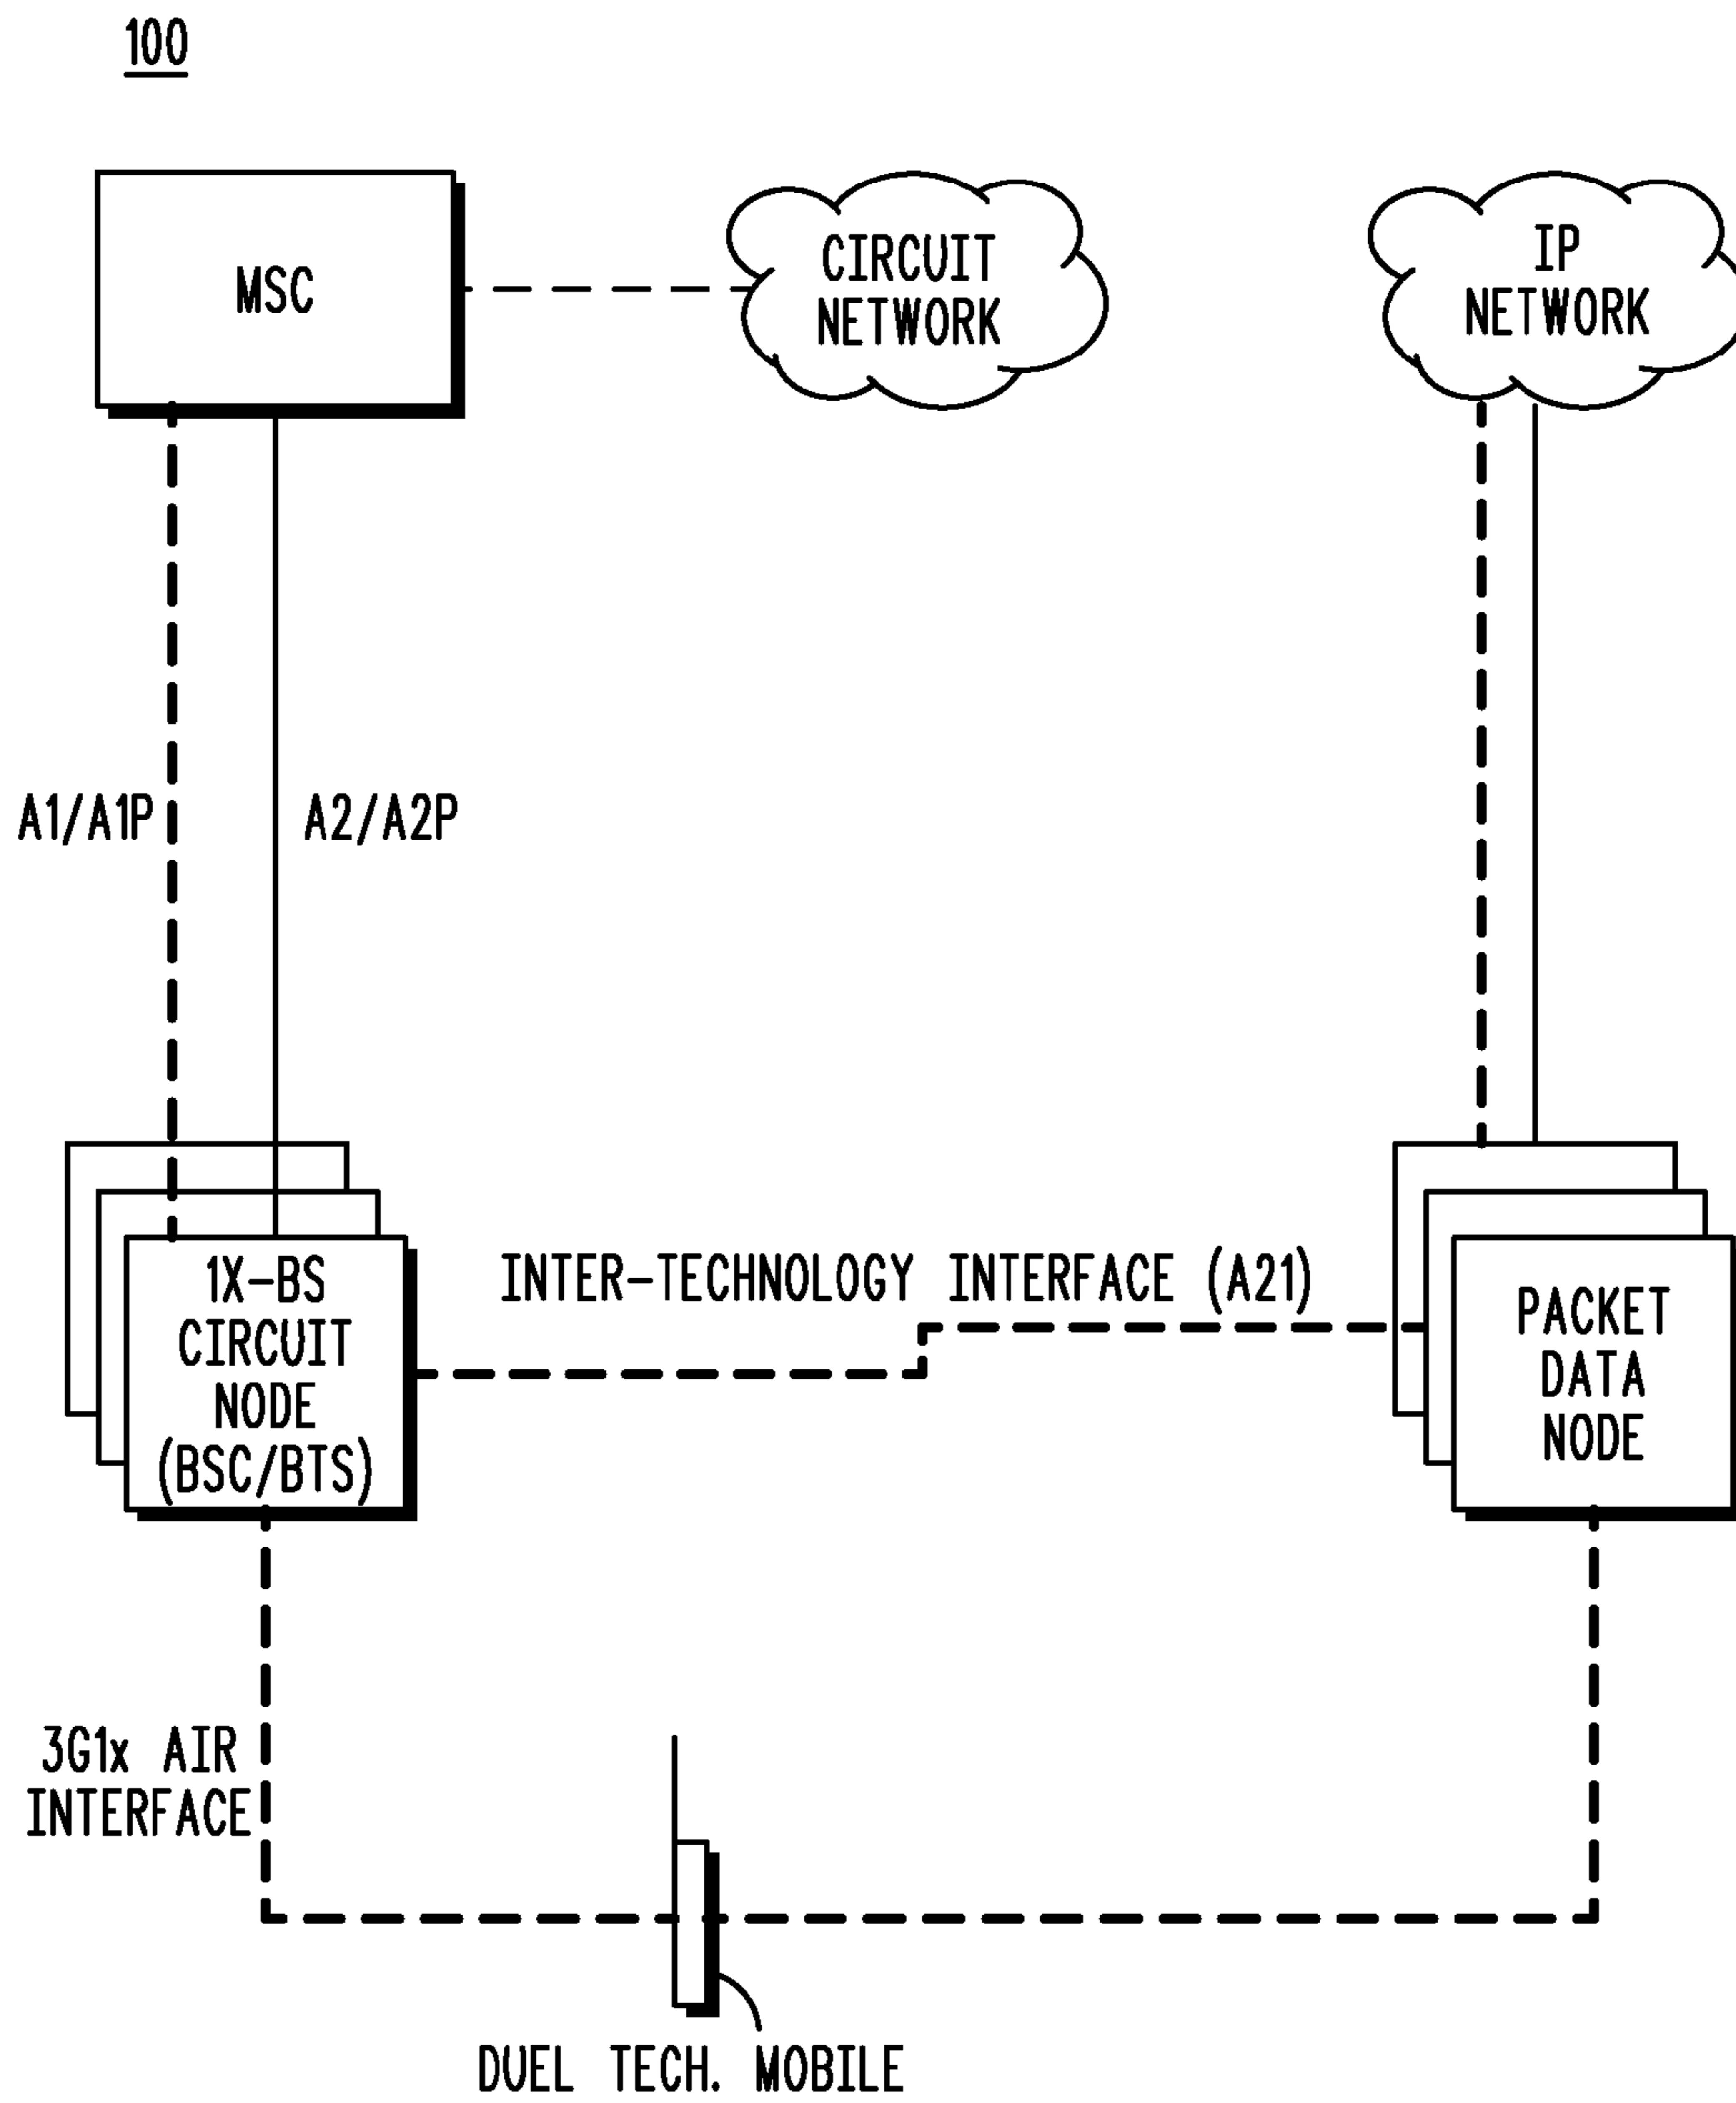 100
MSC
CIRCUIT
NETWORK
IP
NETWORK
A1/A1P
A2/A2P
1X-BS
CIRCUIT
NODE
(BSC/BTS)
INTER-TECHNOLOGY INTERFACE (A21)
PACKET
DATA
NODE
3G1x AIR
INTERFACE
DUEL TECH. MOBILE